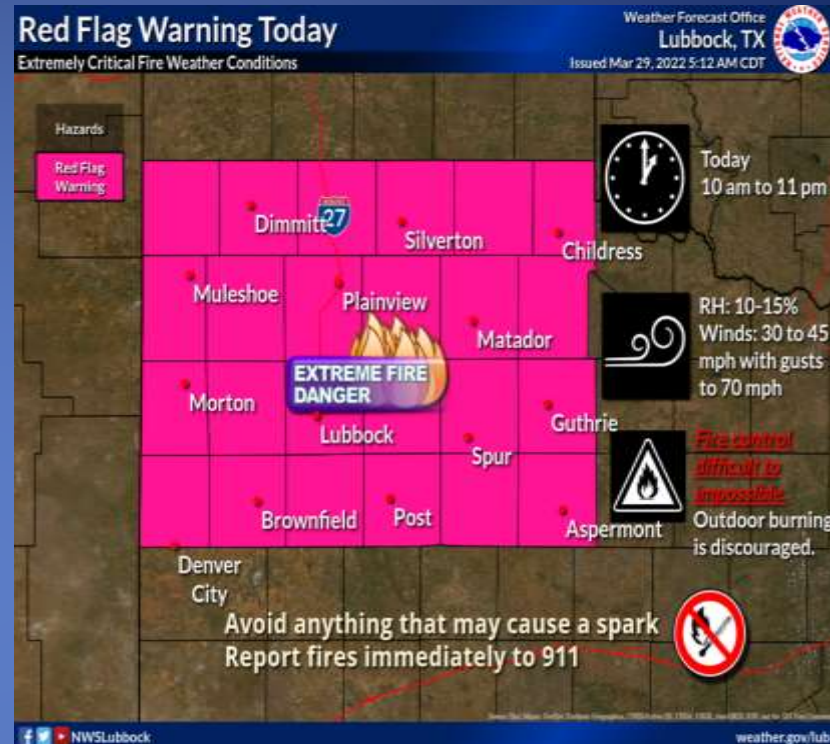 Red Flag Warning Today
Extremely Critical Fire Weather Conditions
Weather Forecast Office
Lubbock, TX
Issued Mar 29, 2022 5:12 AM CDT
Hazards
Red Flag
Warning
27
Dimmitt
Silverton
Childress
Muleshoe
Plainview
Matador
EXTREME FIRE
DANGER
Morton
Lubbock
Guthrie
Spur
Brownfield
Post
Aspermont
Denver
City
Today
10 am to 11 pm
RH: 10-15%
Winds: 30 to 45
mph with gusts
to 70 mph
Fire control
difficult to
impossible.
Outdoor burning
is discouraged.
Avoid anything that may cause a spark
Report fires immediately to 911
NWSLubbock
weather.gov/lub